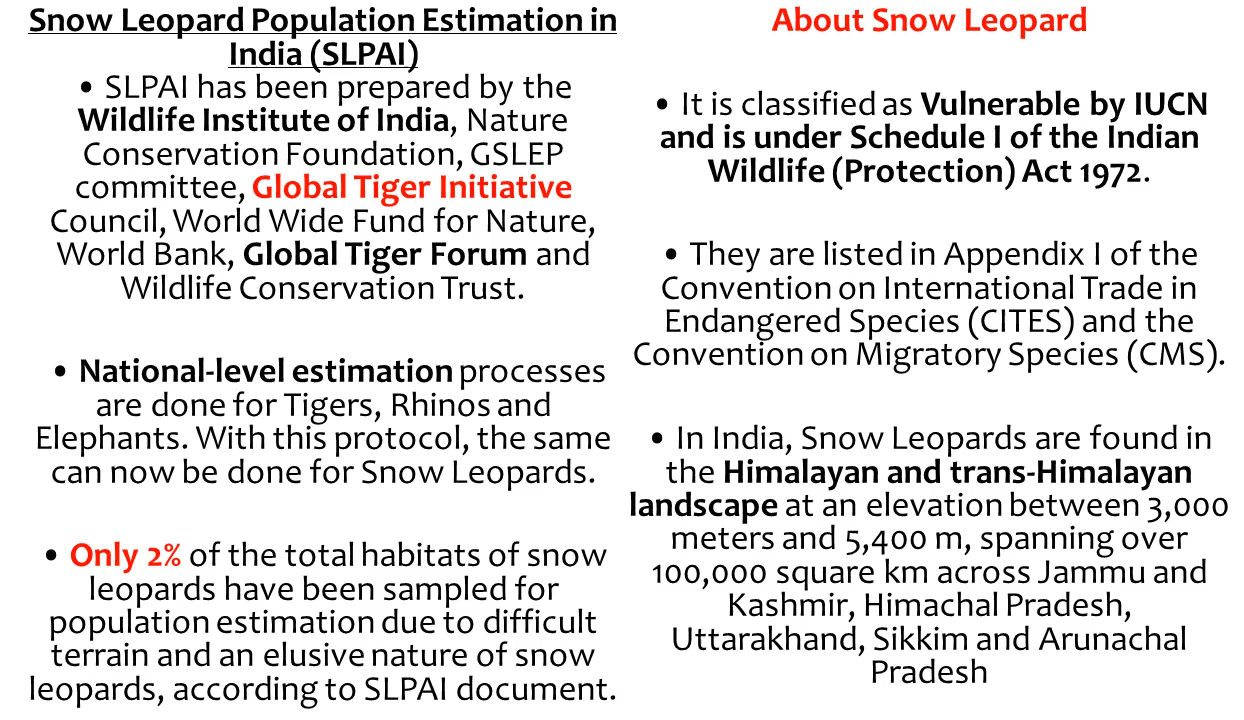 Snow Leopard Population Estimation in
India (SLPAI)
• SLPAI has been prepared by the
Wildlife Institute of India, Nature
Conservation Foundation, GSLEP
committee, Global Tiger Initiative
Council, World Wide Fund for Nature,
World Bank, Global Tiger Forum and
Wildlife Conservation Trust.
• National-level estimation processes
are done for Tigers, Rhinos and
Elephants. With this protocol, the same
can now be done for Snow Leopards.
• Only 2% of the total habitats of snow
leopards have been sampled for
population estimation due to difficult
terrain and an elusive nature of snow
leopards, according to SLPAI document.
About Snow Leopard
• It is classified as Vulnerable by IUCN
and is under Schedule I of the Indian
Wildlife (Protection) Act 1972.
• They are listed in Appendix I of the
Convention on International Trade in
Endangered Species (CITES) and the
Convention on Migratory Species (CMS).
• In India, Snow Leopards are found in
the Himalayan and trans-Himalayan
landscape at an elevation between 3,000
meters and 5,400 m, spanning over
100,000 square km across Jammu and
Kashmir, Himachal Pradesh,
Uttarakhand, Sikkim and Arunachal
Pradesh